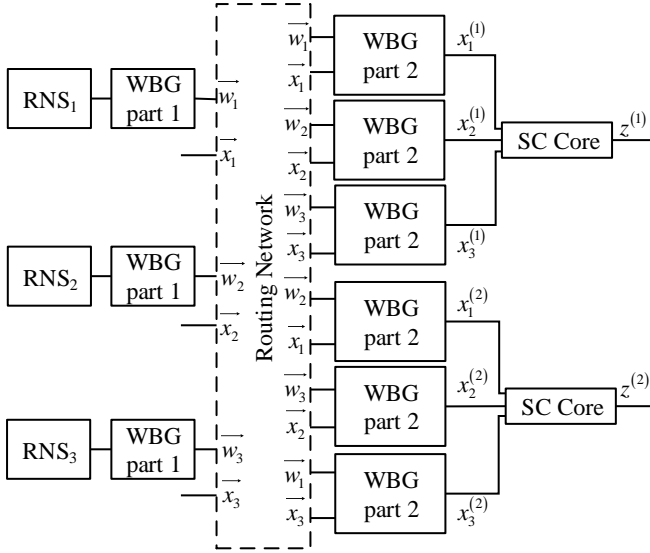 RNS₁
WBG
part 1
w₁
x₁
RNS₂
WBG
part 1
w₂
x₂
RNS₃
WBG
part 1
w₃
x₃
Routing Network
w₁
x₁
w₂
x₂
w₃
x₃
w₂
x₁
w₃
x₂
w₁
x₃
WBG
part 2
x₁⁽¹⁾
WBG
part 2
x₂⁽¹⁾
WBG
part 2
x₃⁽¹⁾
SC Core
z⁽¹⁾
WBG
part 2
x₁⁽²⁾
WBG
part 2
x₂⁽²⁾
WBG
part 2
x₃⁽²⁾
SC Core
z⁽²⁾